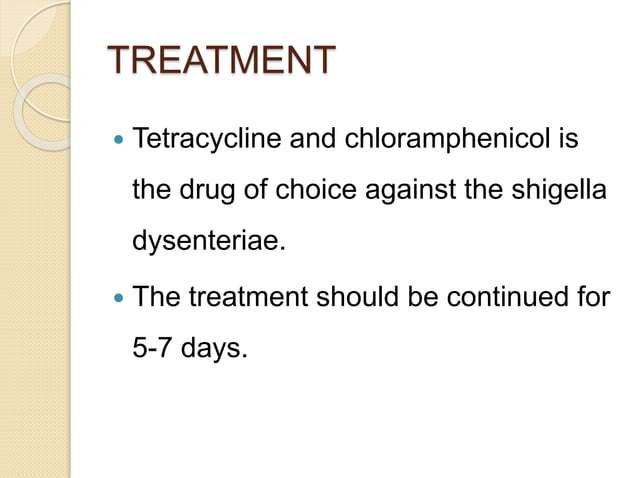 TREATMENT
Tetracycline and chloramphenicol is
the drug of choice against the shigella
dysenteriae.
The treatment should be continued for
5-7 days.